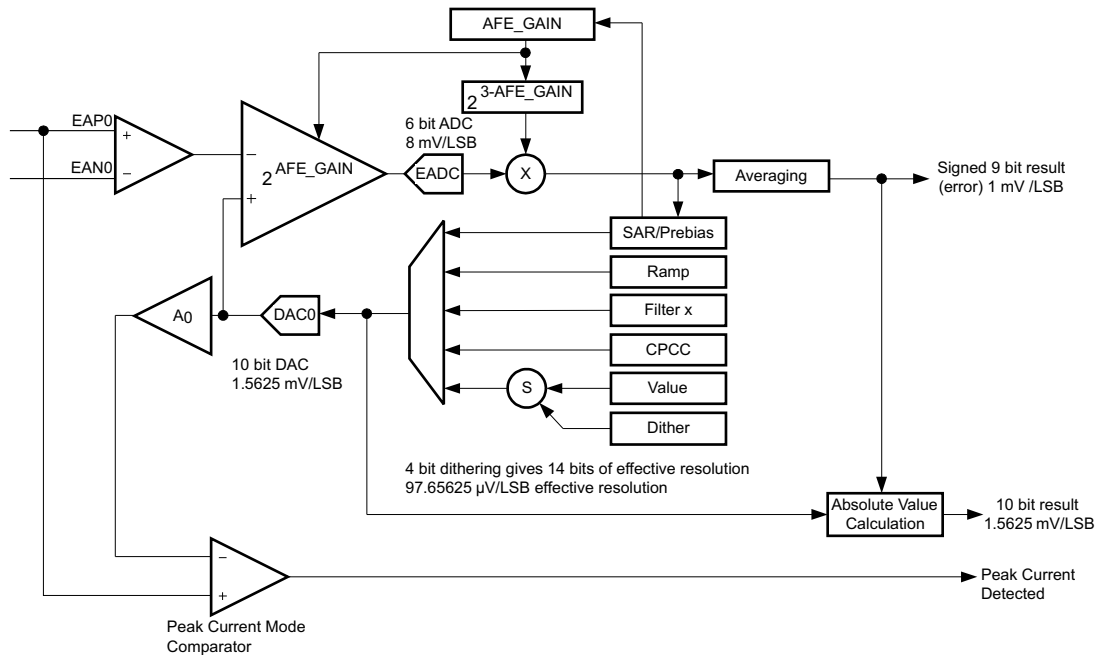 AFE_GAIN
2 3-AFE_GAIN
EAP0
+
EAN0
−
−
2 AFE_GAIN
+
6 bit ADC
8 mV/LSB
EADC
X
Averaging
Signed 9 bit result
(error) 1 mV /LSB
SAR/Prebias
Ramp
Filter x
CPCC
Value
Dither
S
A0
DAC0
10 bit DAC
1.5625 mV/LSB
4 bit dithering gives 14 bits of effective resolution
97.65625 µV/LSB effective resolution
Absolute Value
Calculation
10 bit result
1.5625 mV/LSB
−
+
Peak Current
Detected
Peak Current Mode
Comparator